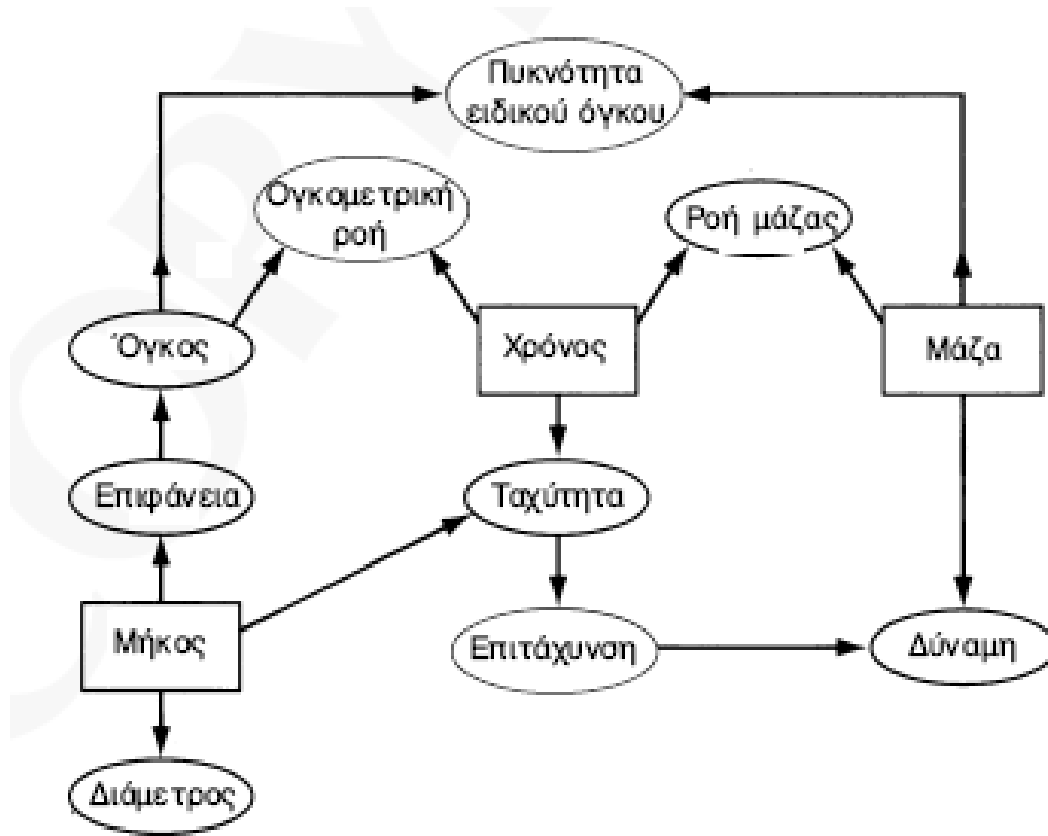 Πυκνότητα
ειδικού όγκου
Ογκομετρική
ροή
Ροή μάζας
Όγκος
Χρόνος
Μάζα
Επιφάνεια
Ταχύτητα
Μήκος
Επιτάχυνση
Δύναμη
Διάμετρος